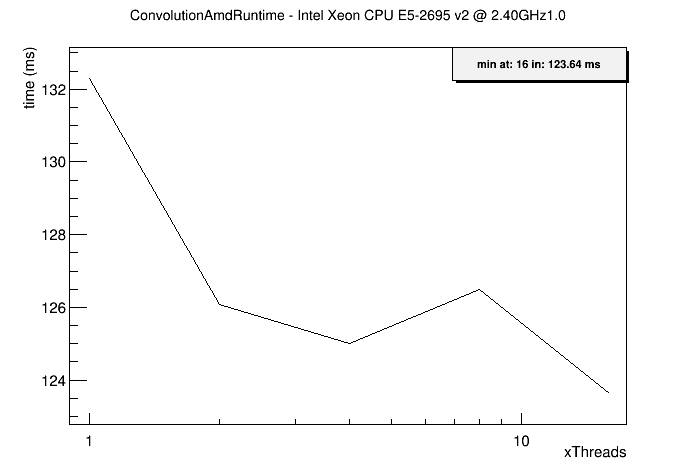 ConvolutionAmdRuntime - Intel Xeon CPU E5-2695 v2 @ 2.40GHz1.0
time (ms)
min at: 16 in: 123.64 ms
132
130
128
126
124
1
10
xThreads